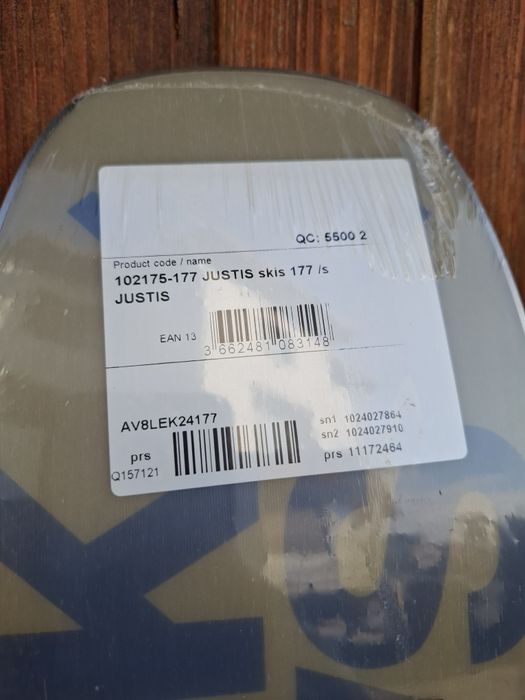 QC: 5500 2
Product code / name
102175-177 JUSTIS skis 177 /s
JUSTIS
EAN 13
3 662481 083148
AV8LEK24177
sn1 1024027864
sn2 1024027910
prs
prs 11172464
Q157121
K
S